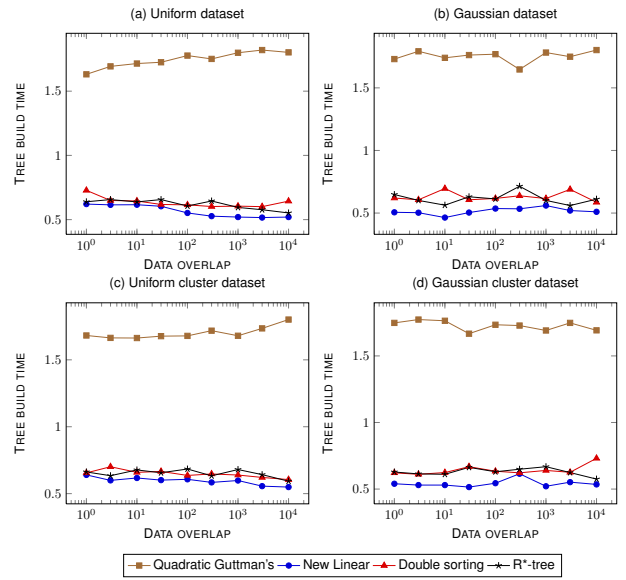 (a) Uniform dataset
(b) Gaussian dataset
TREE BUILD TIME
1.5
1
0.5
10^0 10^1 10^2 10^3 10^4
DATA OVERLAP
TREE BUILD TIME
1.5
1
0.5
10^0 10^1 10^2 10^3 10^4
DATA OVERLAP
(c) Uniform cluster dataset
(d) Gaussian cluster dataset
TREE BUILD TIME
1.5
1
0.5
10^0 10^1 10^2 10^3 10^4
DATA OVERLAP
TREE BUILD TIME
1.5
1
0.5
10^0 10^1 10^2 10^3 10^4
DATA OVERLAP
Quadratic Guttman's New Linear Double sorting R*-tree